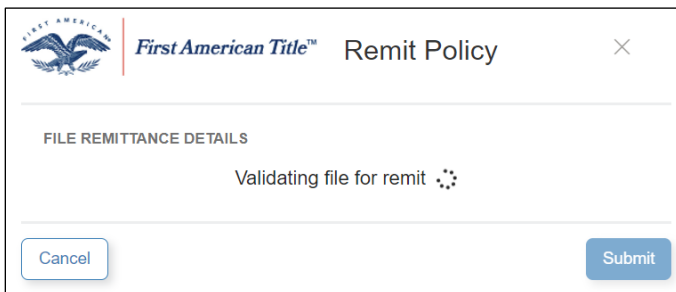 FIRST AMERICAN
First American Title™ Remit Policy
FILE REMITTANCE DETAILS
Validating file for remit
Cancel Submit